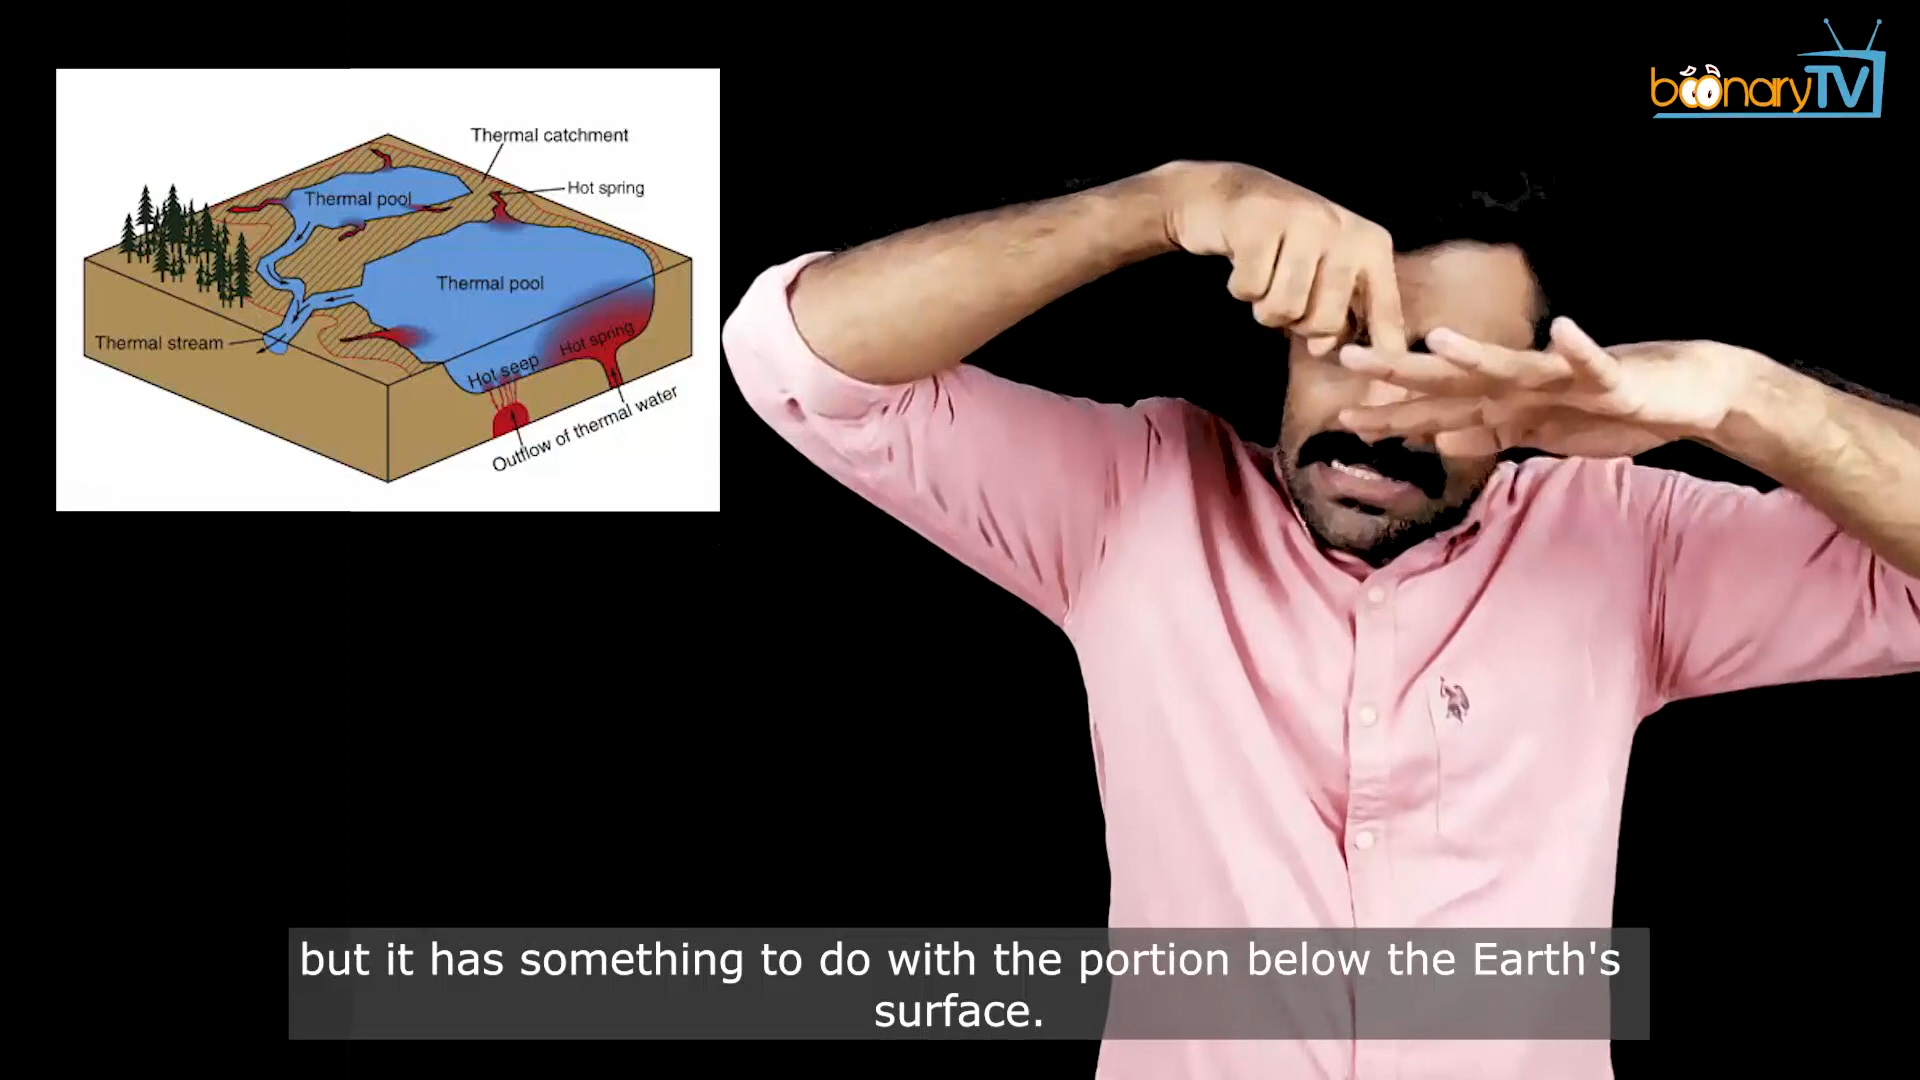 boonaryTV
Thermal catchment
Hot spring
Thermal pool
Thermal pool
Thermal stream
Hot spring
Hot seep
Outflow of thermal water
but it has something to do with the portion below the Earth's
surface.